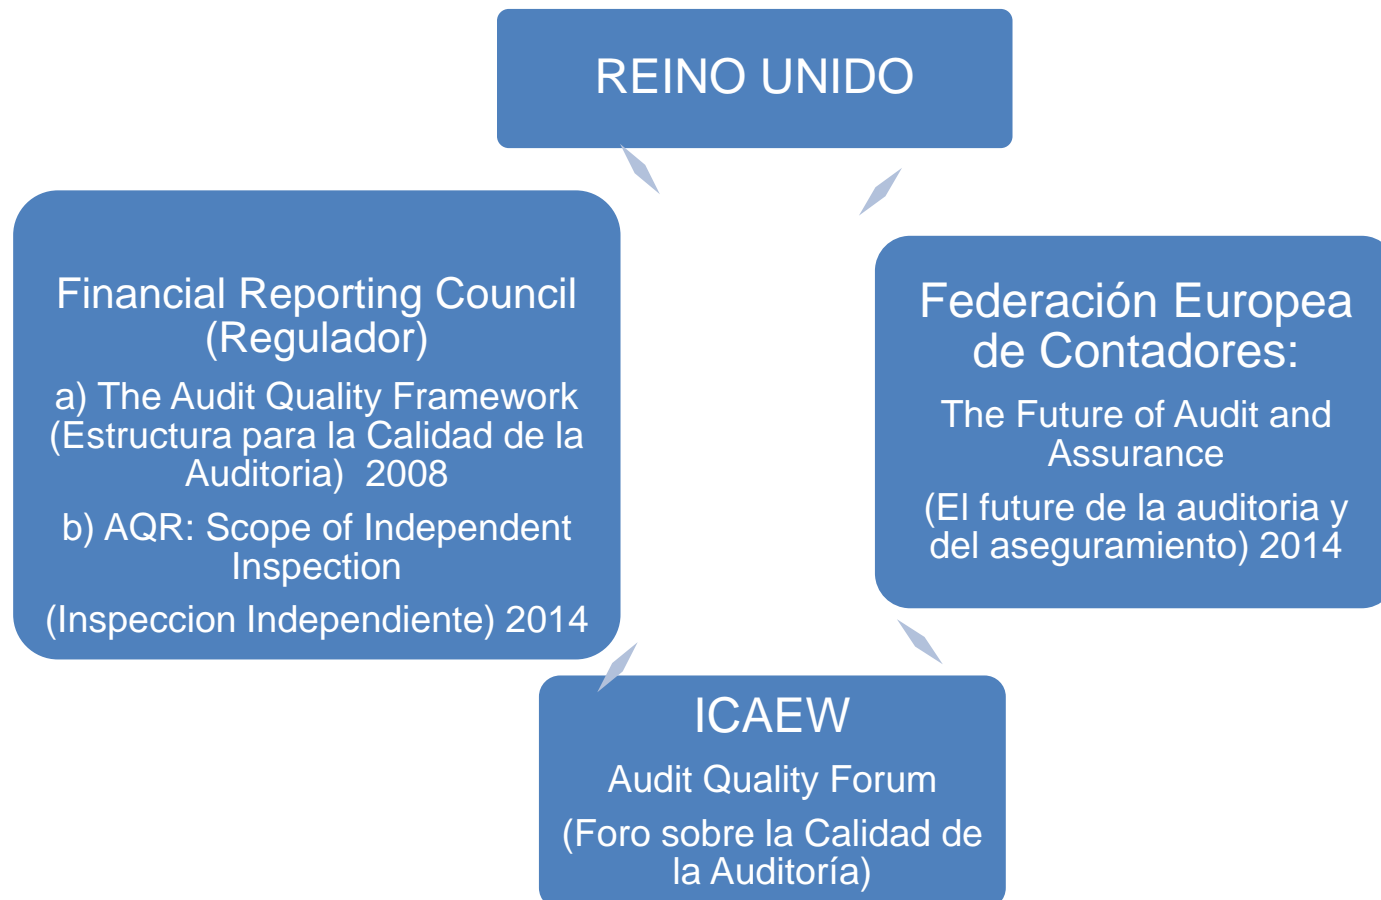 REINO UNIDO
Financial Reporting Council
(Regulador)
a) The Audit Quality Framework
(Estructura para la Calidad de la
Auditoria) 2008
b) AQR: Scope of Independent
Inspection
(Inspeccion Independiente) 2014
Federación Europea
de Contadores:
The Future of Audit and
Assurance
(El future de la auditoria y
del aseguramiento) 2014
ICAEW
Audit Quality Forum
(Foro sobre la Calidad de
la Auditoría)